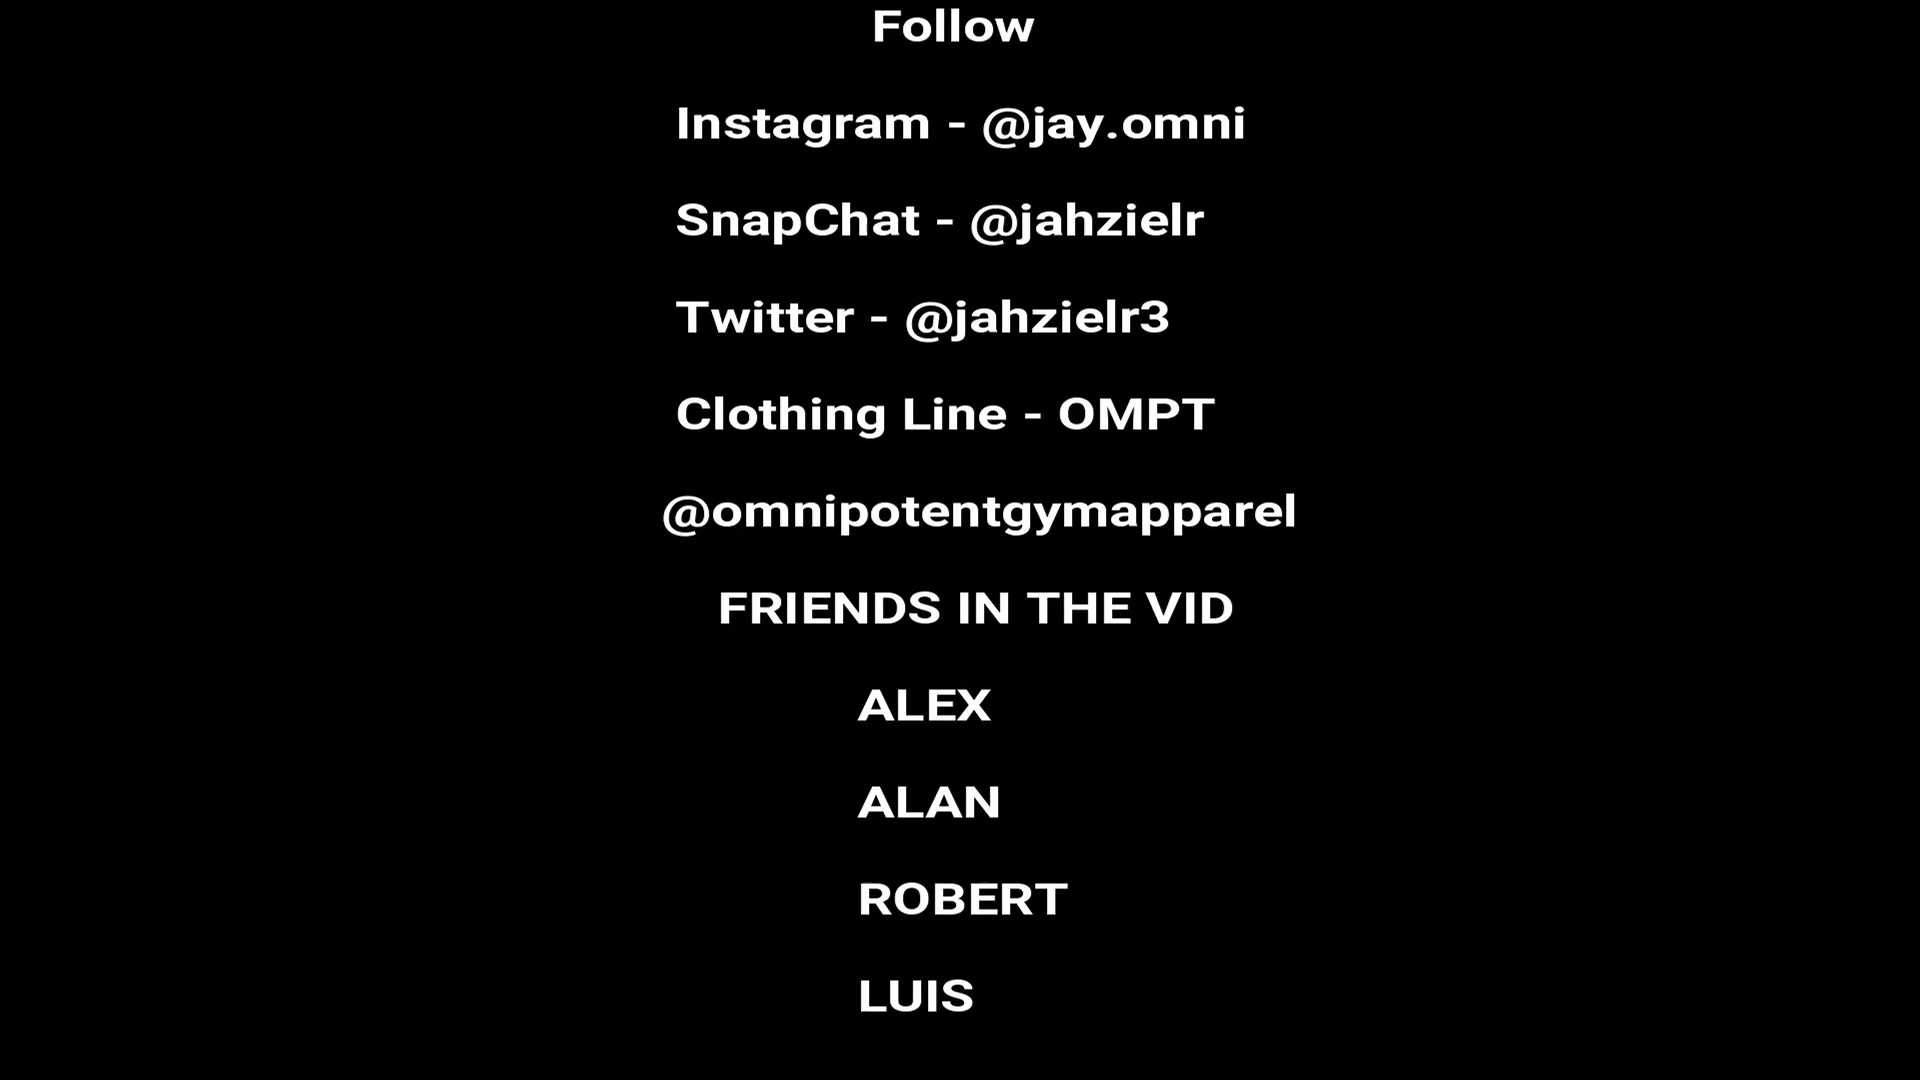 Follow
Instagram - @jay.omni
SnapChat - @jahzielr
Twitter - @jahzielr3
Clothing Line - OMPT
@omnipotentgymapparel
FRIENDS IN THE VID
ALEX
ALAN
ROBERT
LUIS